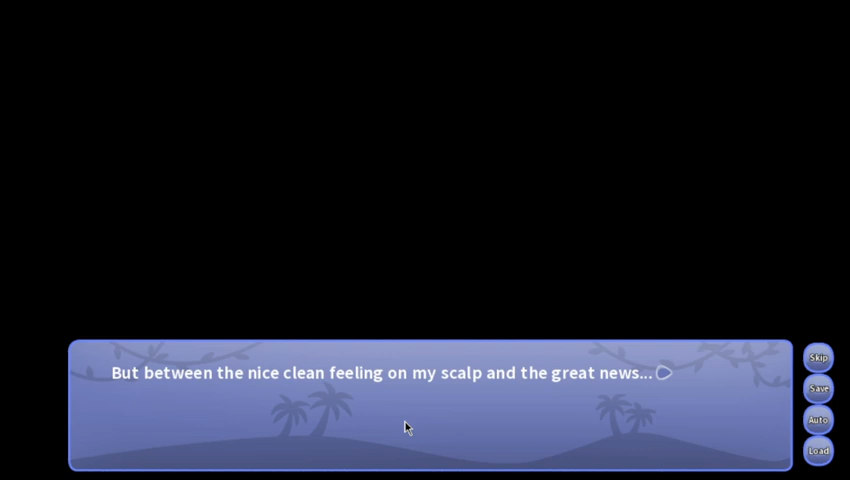 But between the nice clean feeling on my scalp and the great news...
Skip
Save
Auto
Load